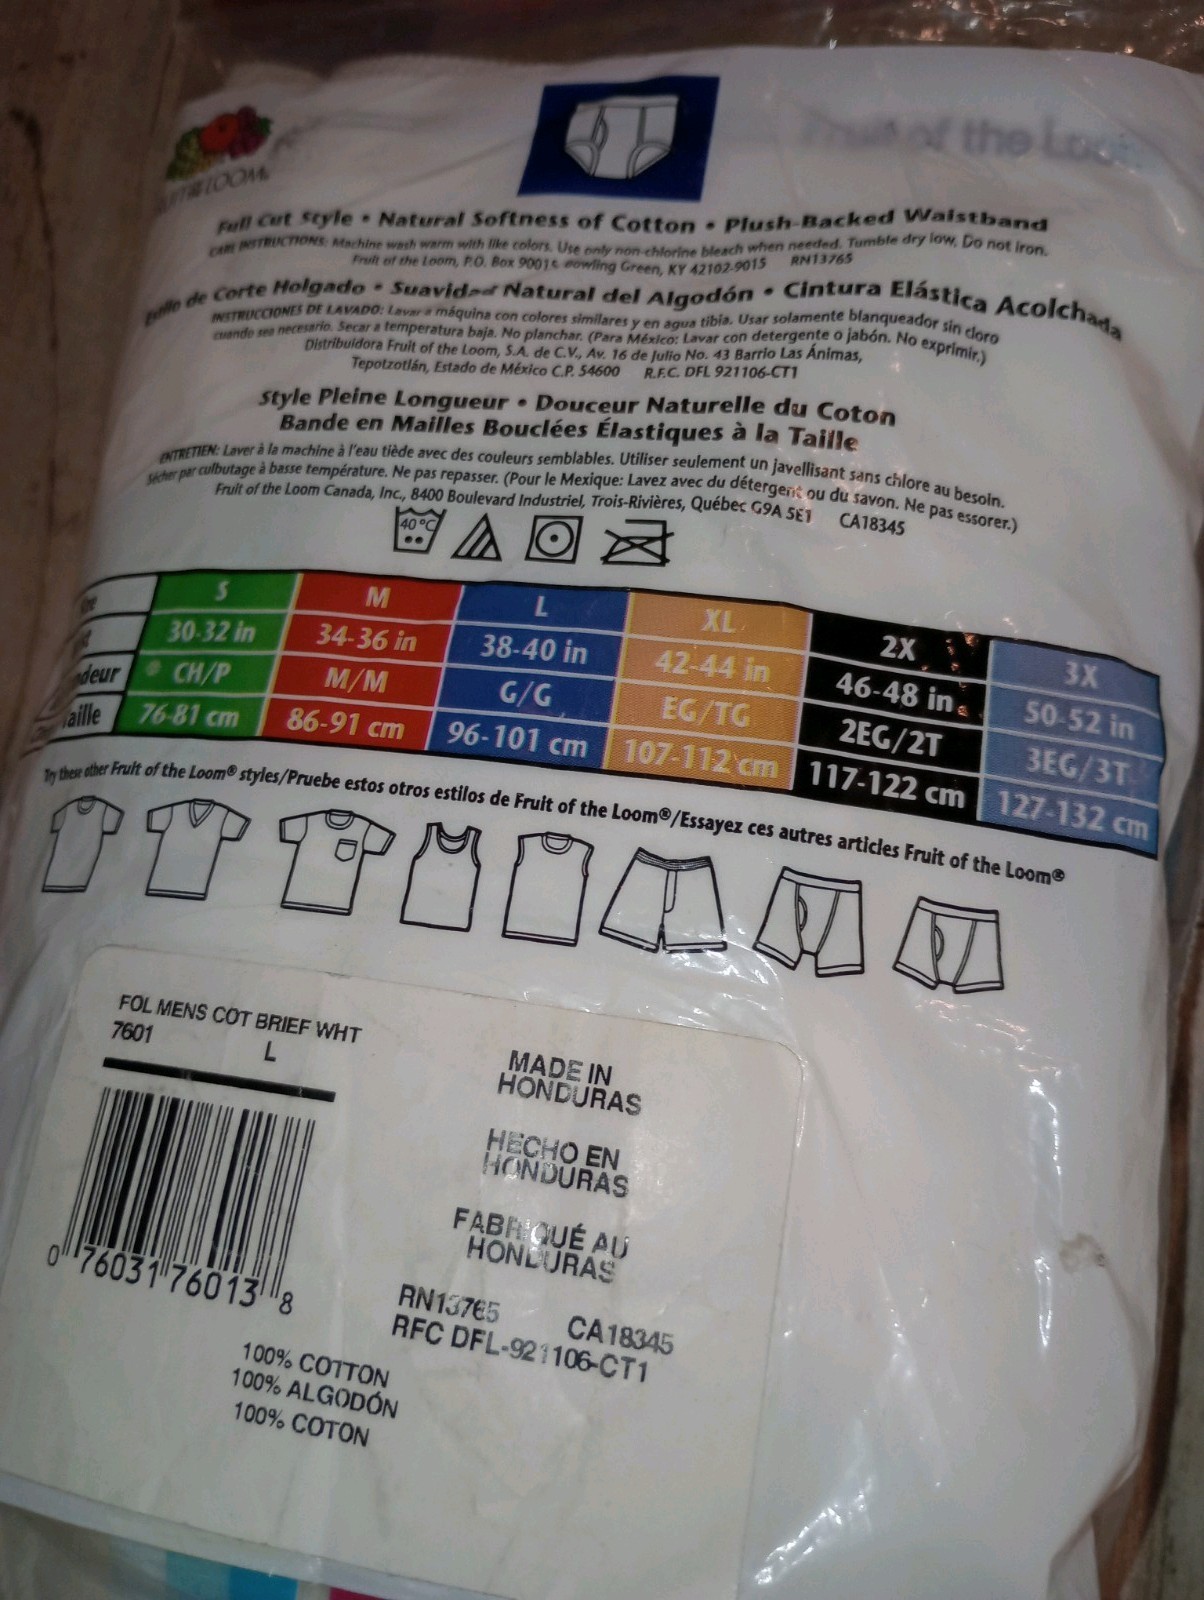 Fruit of the Loom
LOOM
Full Cut Style • Natural Softness of Cotton • Plush-Backed Waistband
CARE INSTRUCTIONS: Machine wash warm with like colors. Use only non-chlorine bleach when needed. Tumble dry low. Do not iron.
Fruit of the Loom, P.O. Box 90015 Bowling Green, KY 42102-9015 RN13765
Estilo de Corte Holgado • Suavidad Natural del Algodón • Cintura Elástica Acolchada
INSTRUCCIONES DE LAVADO: Lavar a máquina con colores similares y en agua tibia. Usar solamente blanqueador sin cloro
cuando sea necesario. Secar a temperatura baja. No planchar. (Para México: Lavar con detergente o jabón. No exprimir.)
Distribuidora Fruit of the Loom, S.A. de C.V., Av. 16 de Julio No. 43 Barrio Las Ánimas,
Tepotzotlán, Estado de México C.P. 54600 R.F.C. DFL 921106-CT1
Style Pleine Longueur • Douceur Naturelle du Coton
Bande en Mailles Bouclées Élastiques à la Taille
ENTRETIEN: Laver à la machine à l'eau tiède avec des couleurs semblables. Utiliser seulement un javellisant sans chlore au besoin.
Sécher par culbutage à basse température. Ne pas repasser. (Pour le Mexique: Lavez avec du détergent ou du savon. Ne pas essorer.)
Fruit of the Loom Canada, Inc., 8400 Boulevard Industriel, Trois-Rivières, Québec G9A 5E1 CA18345
40°C
S M L XL 2X 3X
30-32 in 34-36 in 38-40 in 42-44 in 46-48 in 50-52 in
CH/P M/M G/G EG/TG 2EG/2T 3EG/3T
Taille 76-81 cm 86-91 cm 96-101 cm 107-112 cm 117-122 cm 127-132 cm
Try these other Fruit of the Loom® styles/Pruebe estos otros estilos de Fruit of the Loom®/Essayez ces autres articles Fruit of the Loom®
FOL MENS COT BRIEF WHT
7601 L
0 76031 76013 8
100% COTTON
100% ALGODÓN
100% COTON
MADE IN
HONDURAS
HECHO EN
HONDURAS
FABRIQUÉ AU
HONDURAS
RN13765 CA18345
RFC DFL-921106-CT1